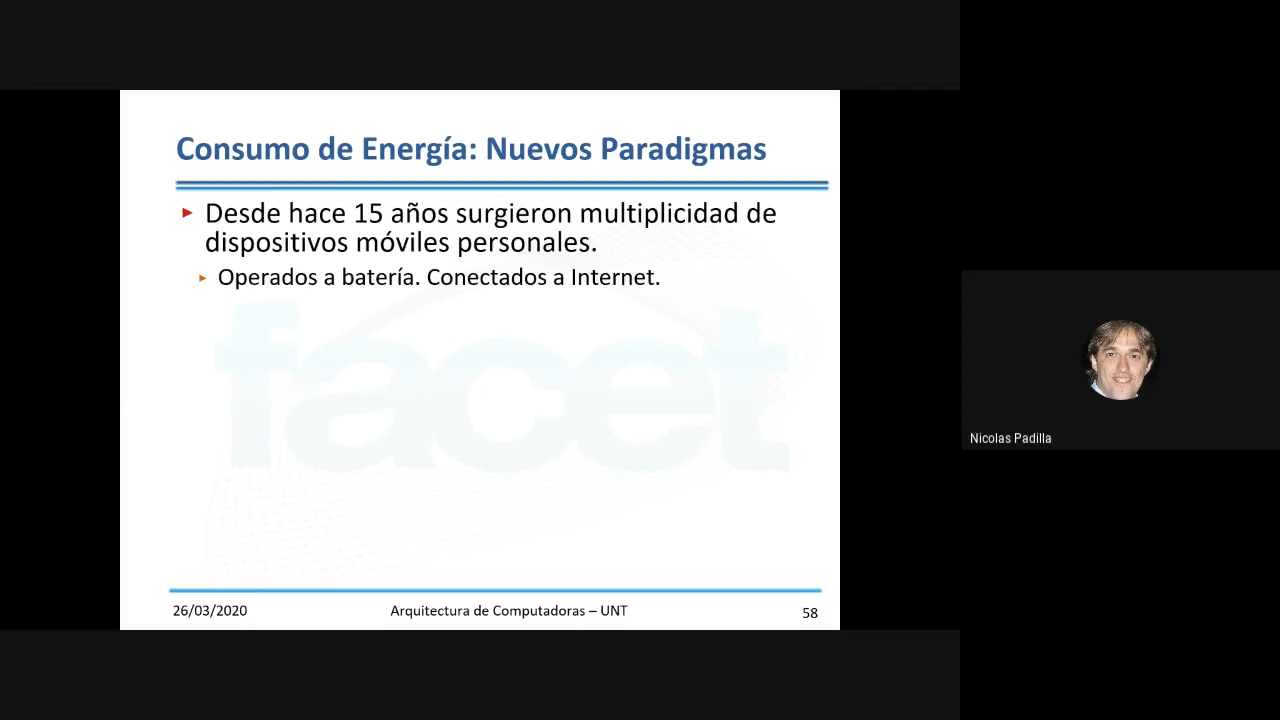 Consumo de Energía: Nuevos Paradigmas
Desde hace 15 años surgieron multiplicidad de
dispositivos móviles personales.
Operados a batería. Conectados a Internet.
facet
26/03/2020
Arquitectura de Computadoras – UNT
58
Nicolas Padilla